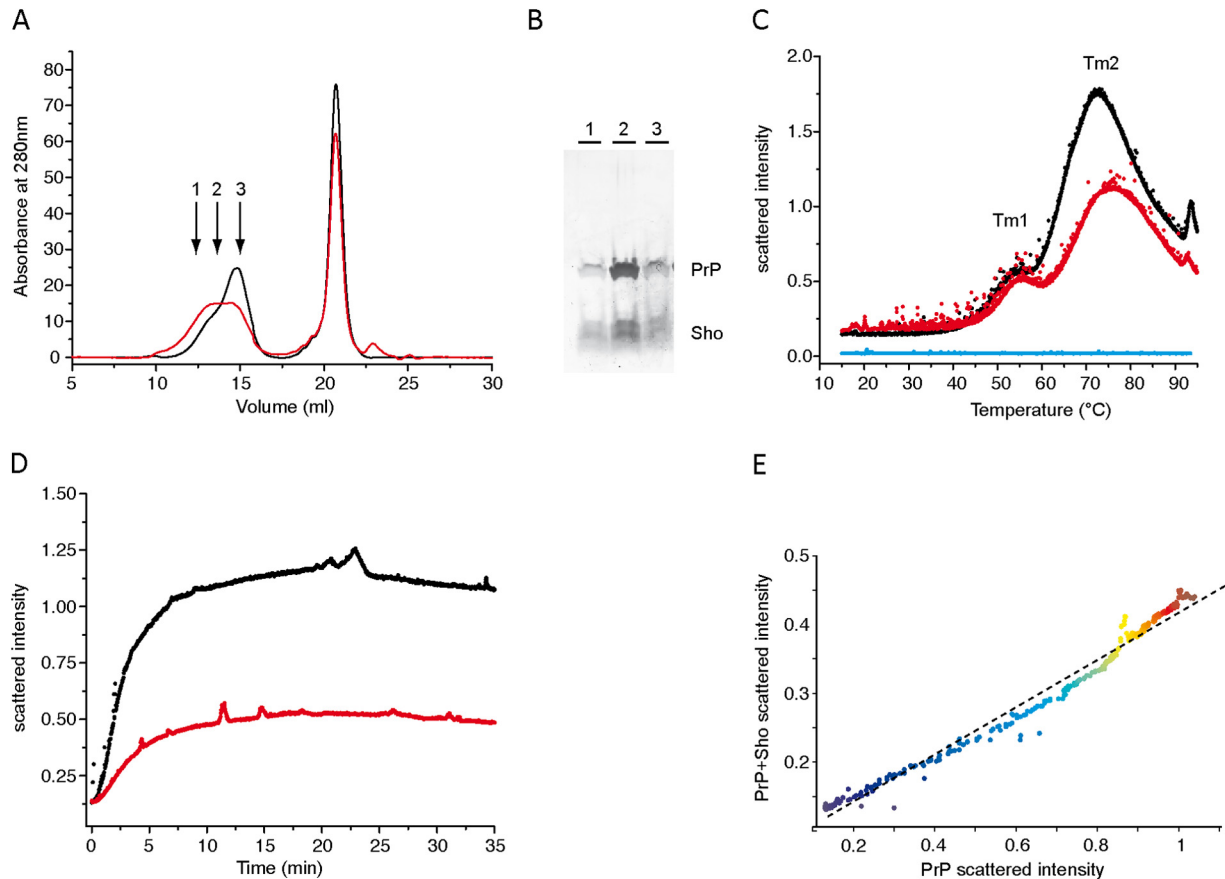 A
Absorbance at 280nm
80
70
60
50
40
30
20
10
0
1 2 3
5 10 15 20 25 30
Volume (ml)
B
1 2 3
PrP
Sho
C
scattered intensity
2.0
1.5
1.0
0.5
0.0
Tm1
Tm2
10 20 30 40 50 60 70 80 90
Temperature (°C)
D
scattered intensity
1.50
1.25
1.00
0.75
0.50
0.25
0 5 10 15 20 25 30 35
Time (min)
E
PrP+Sho scattered intensity
0.5
0.4
0.3
0.2
0.2 0.4 0.6 0.8 1
PrP scattered intensity